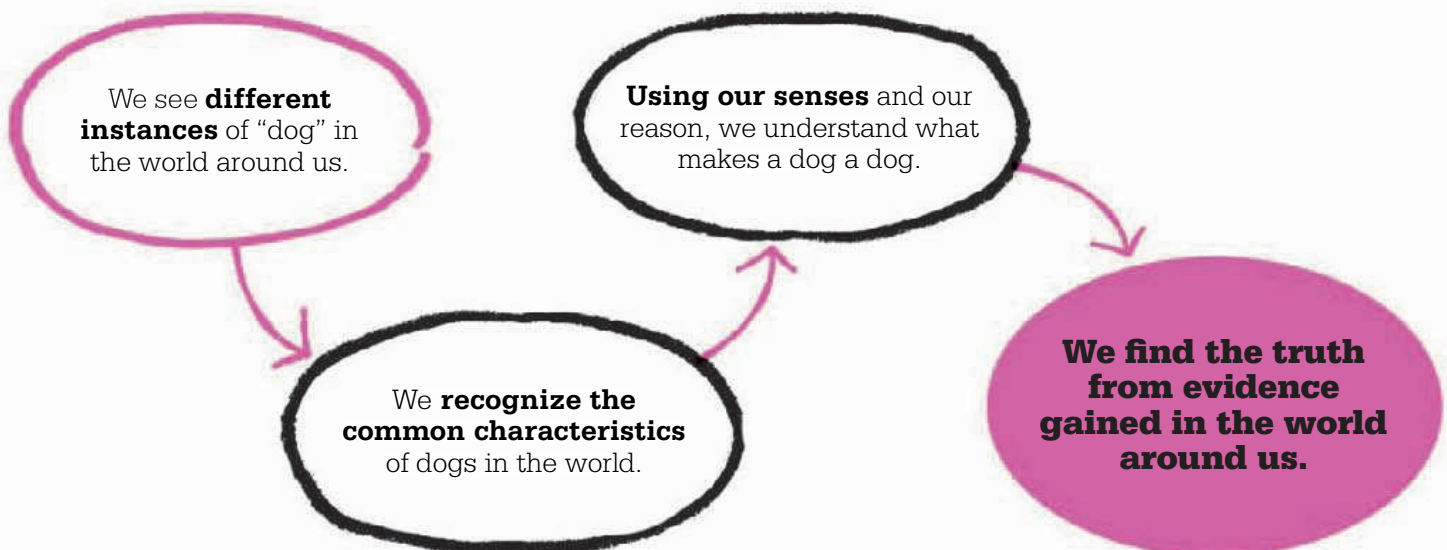 We see different
instances of “dog” in
the world around us.
We recognize the
common characteristics
of dogs in the world.
Using our senses and our
reason, we understand what
makes a dog a dog.
We find the truth
from evidence
gained in the world
around us.